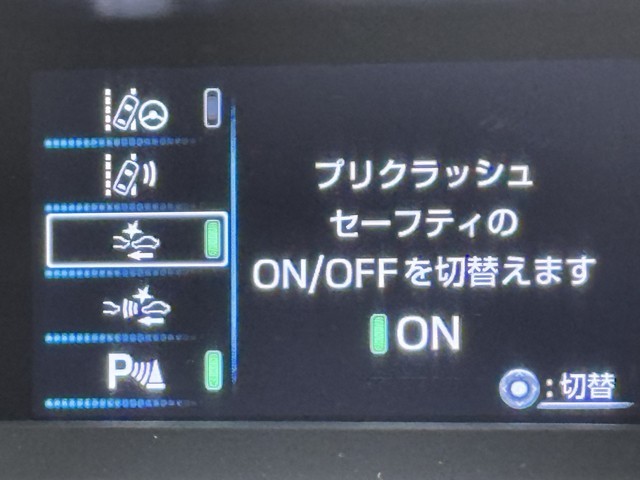 プリクラッシュ
セーフティの
ON/OFFを切替えます
ON
P
:切替